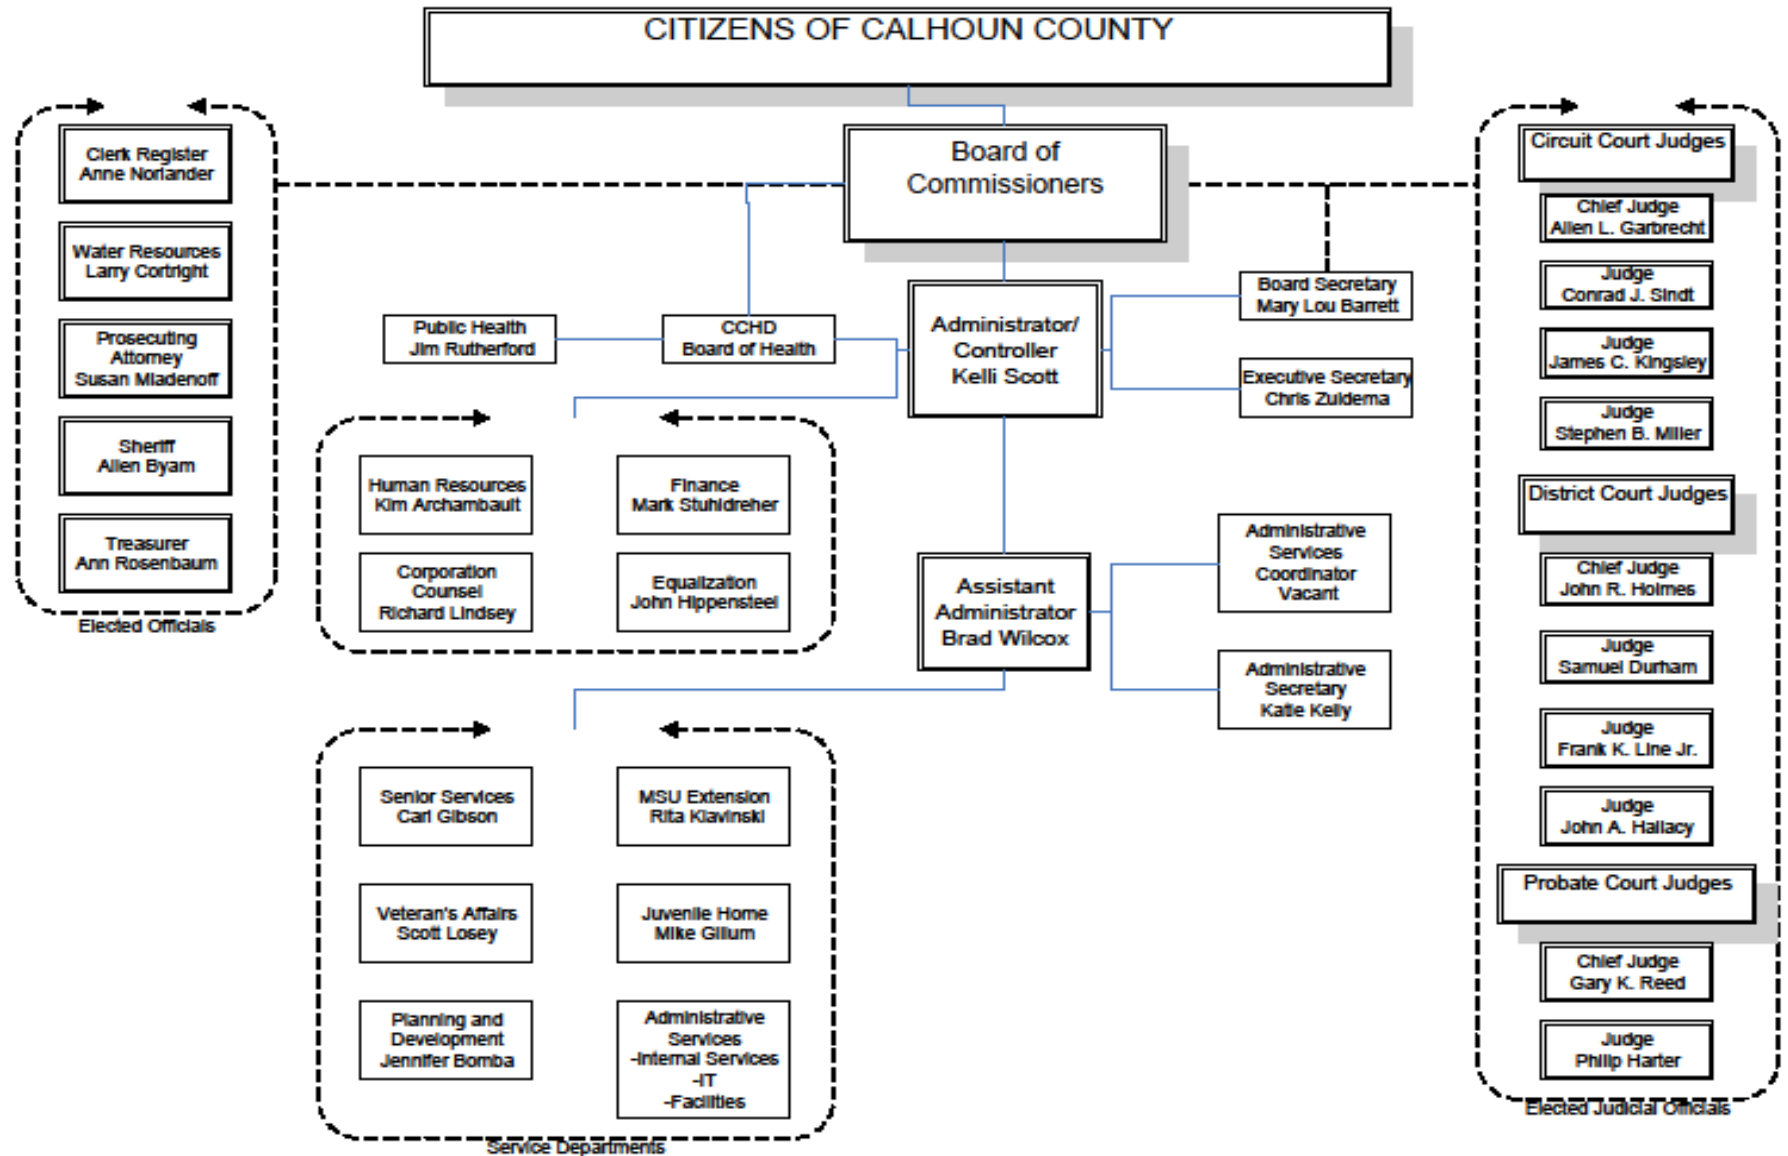 CITIZENS OF CALHOUN COUNTY
Board of
Commissioners
Clerk Register
Anne Norlander
Water Resources
Larry Cortright
Prosecuting
Attorney
Susan Mladenoff
Sheriff
Allen Byam
Treasurer
Ann Rosenbaum
Elected Officials
Public Health
Jim Rutherford
CCHD
Board of Health
Administrator/
Controller
Kelli Scott
Board Secretary
Mary Lou Barrett
Executive Secretary
Chris Zuidema
Human Resources
Kim Archambault
Finance
Mark Stuhldreher
Corporation
Counsel
Richard Lindsey
Equalization
John Hippensteel
Assistant
Administrator
Brad Wilcox
Administrative
Services
Coordinator
Vacant
Administrative
Secretary
Katie Kelly
Senior Services
Carl Gibson
MSU Extension
Rita Klavinski
Veteran's Affairs
Scott Losey
Juvenile Home
Mike Gillum
Planning and
Development
Jennifer Bomba
Administrative
Services
-Internal Services
-IT
-Facilities
Service Departments
Circuit Court Judges
Chief Judge
Allen L. Garbrecht
Judge
Conrad J. Sindt
Judge
James C. Kingsley
Judge
Stephen B. Miller
District Court Judges
Chief Judge
John R. Holmes
Judge
Samuel Durham
Judge
Frank K. Line Jr.
Judge
John A. Hallacy
Probate Court Judges
Chief Judge
Gary K. Reed
Judge
Philip Harter
Elected Judicial Officials